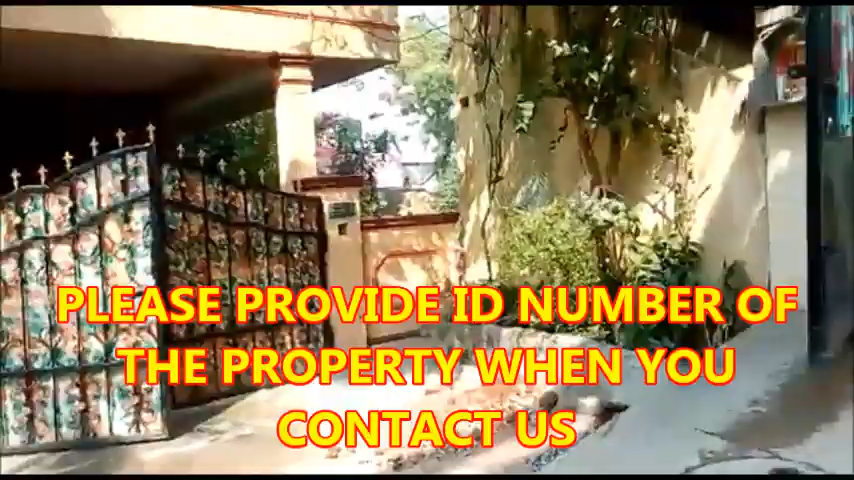 PLEASE PROVIDE ID NUMBER OF
THE PROPERTY WHEN YOU
CONTACT US